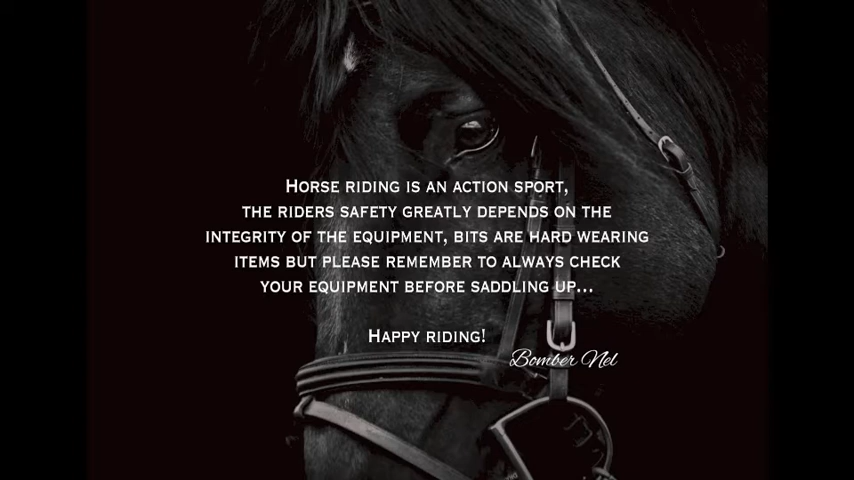 Horse riding is an action sport,
the riders safety greatly depends on the
integrity of the equipment, bits are hard wearing
items but please remember to always check
your equipment before saddling up...
Happy riding!
Bomber Nel